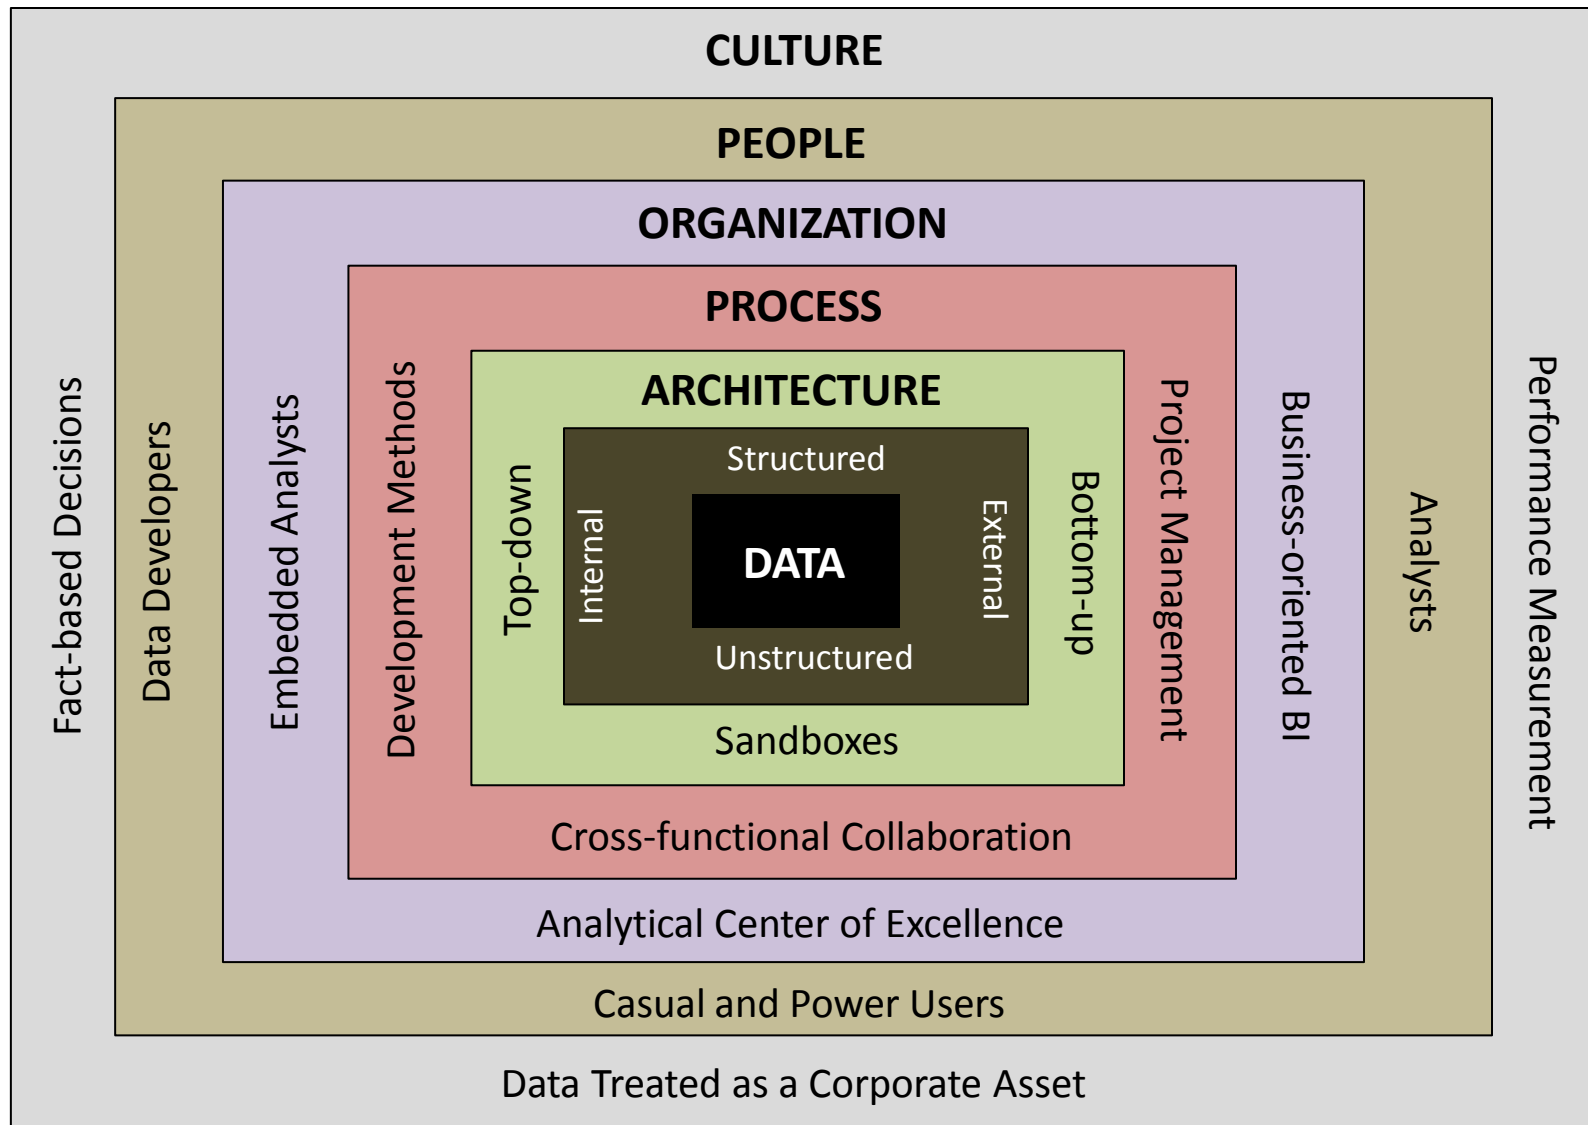 CULTURE
PEOPLE
ORGANIZATION
PROCESS
ARCHITECTURE
Structured
DATA
Unstructured
Internal
External
Top-down
Bottom-up
Sandboxes
Development Methods
Project Management
Cross-functional Collaboration
Embedded Analysts
Business-oriented BI
Analytical Center of Excellence
Data Developers
Analysts
Casual and Power Users
Fact-based Decisions
Performance Measurement
Data Treated as a Corporate Asset